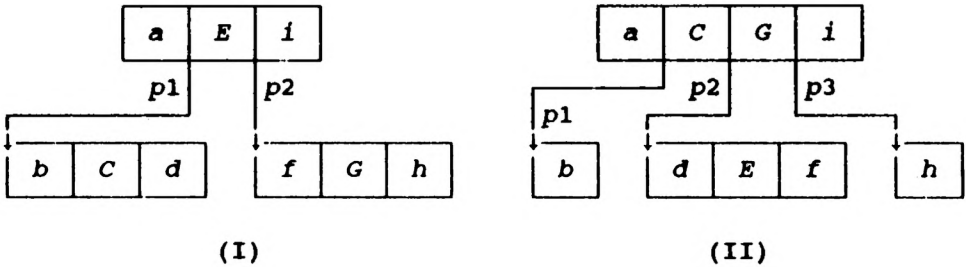 a E i a C G i
p1 p2 p2 p3
p1
b C d f G h b d E f h
(I) (II)